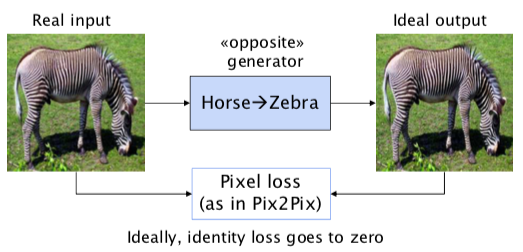 Real input
«opposite»
generator
Ideal output
Horse→Zebra
Pixel loss
(as in Pix2Pix)
Ideally, identity loss goes to zero